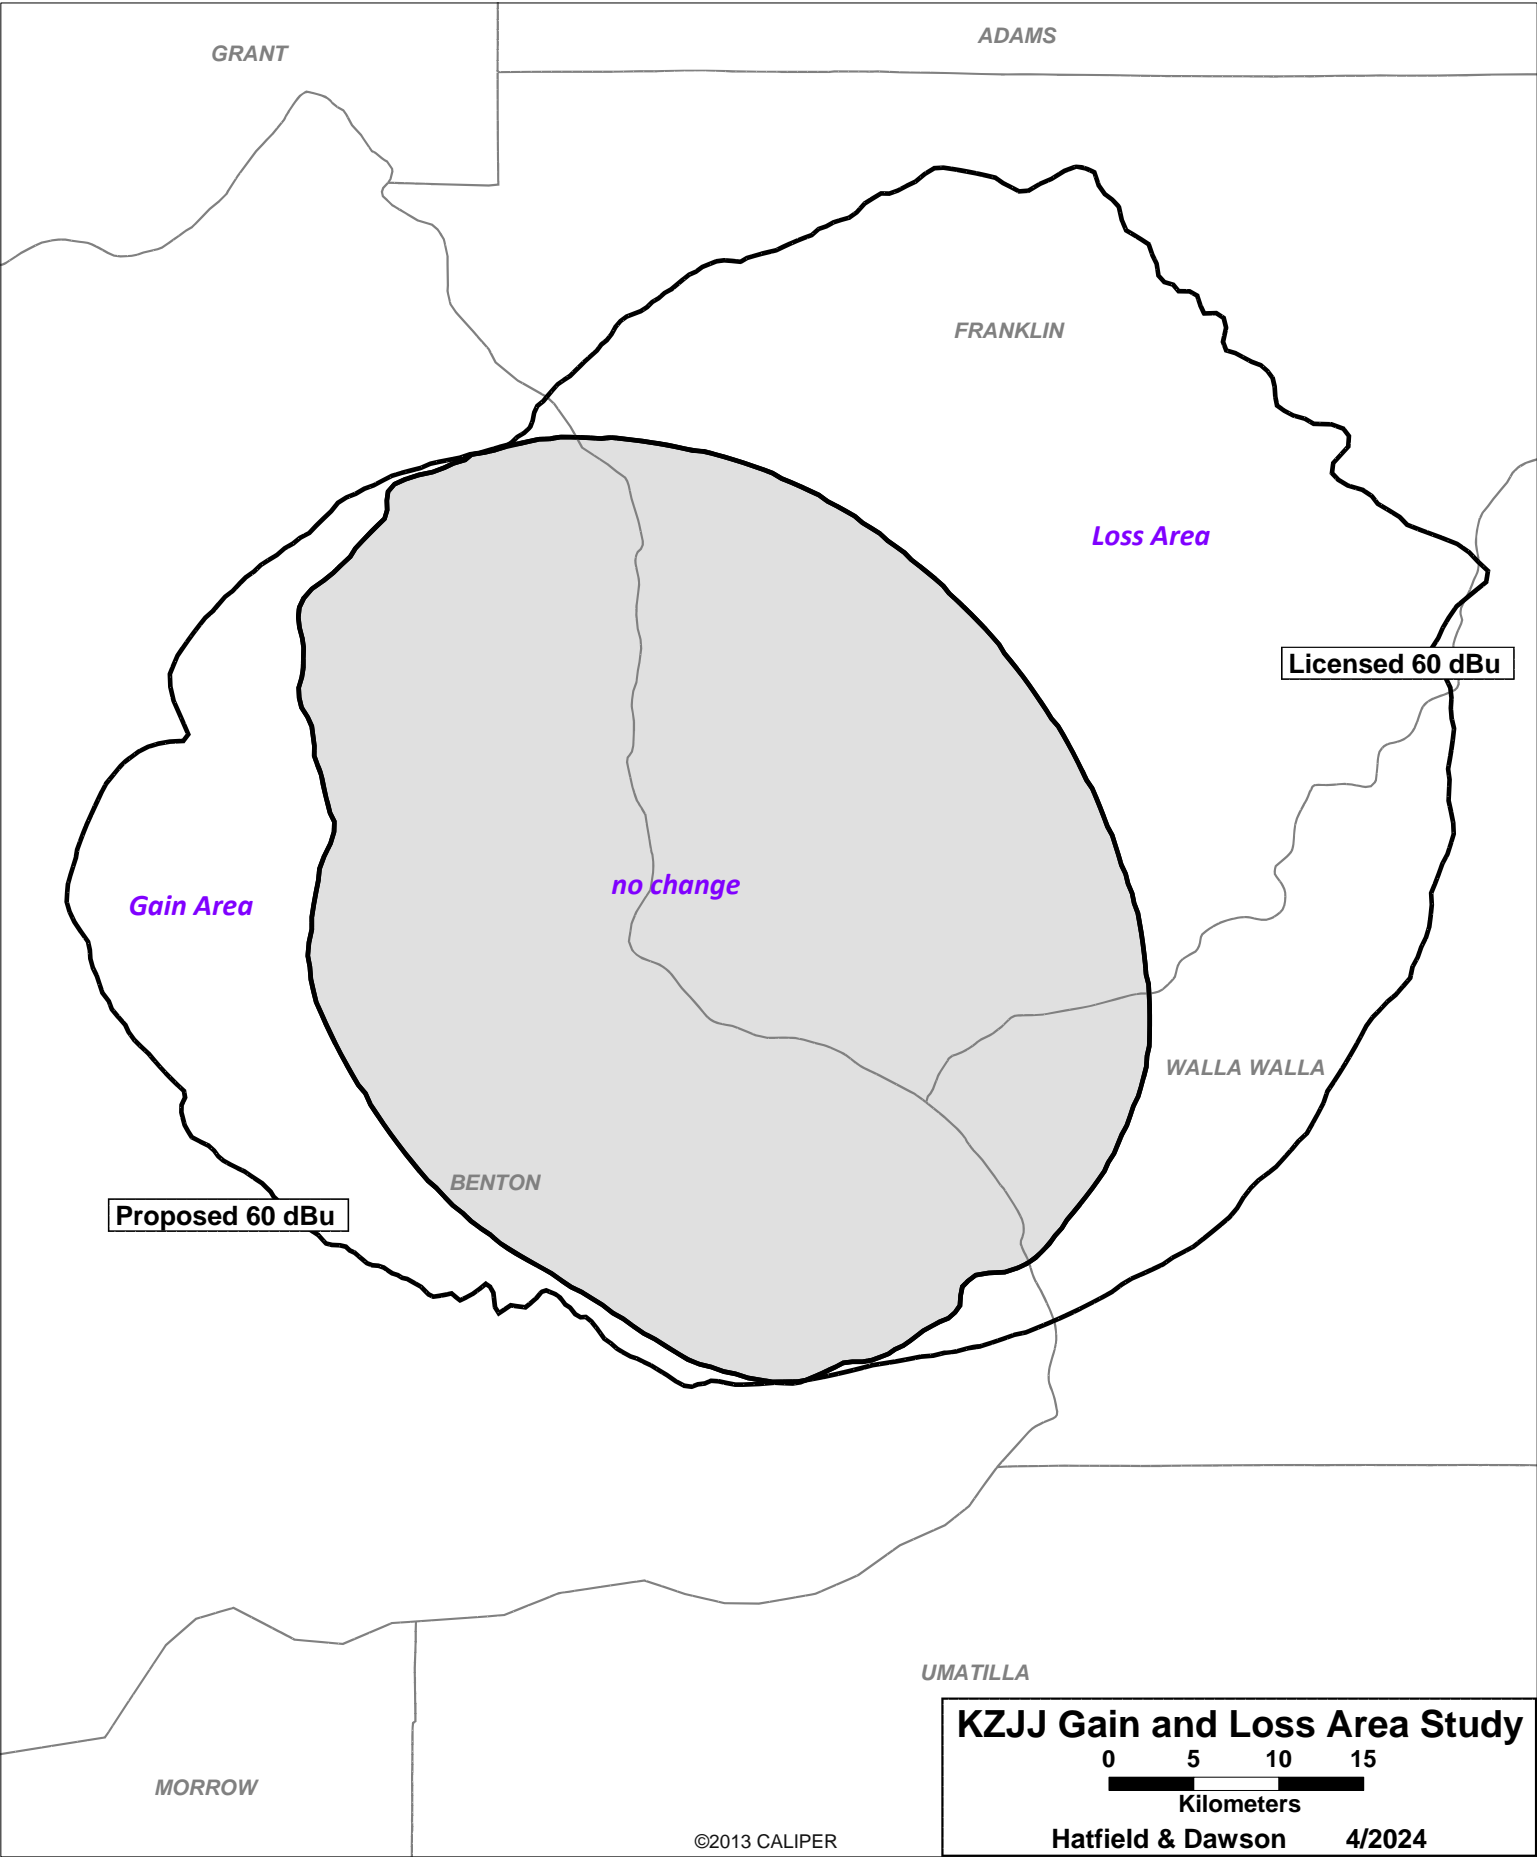 GRANT
ADAMS
FRANKLIN
Loss Area
Licensed 60 dBu
no change
Gain Area
WALLA WALLA
BENTON
Proposed 60 dBu
UMATILLA
KZJJ Gain and Loss Area Study
0 5 10 15
Kilometers
MORROW
©2013 CALIPER
Hatfield & Dawson 4/2024